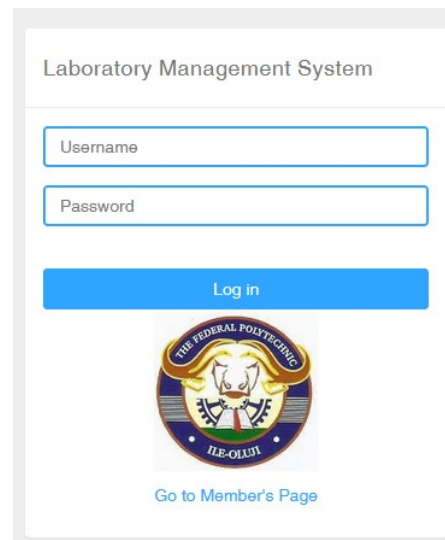 Laboratory Management System
Username
Password
Log in
THE FEDERAL POLYTECHNIC
ILE-OLUJI
Go to Member's Page